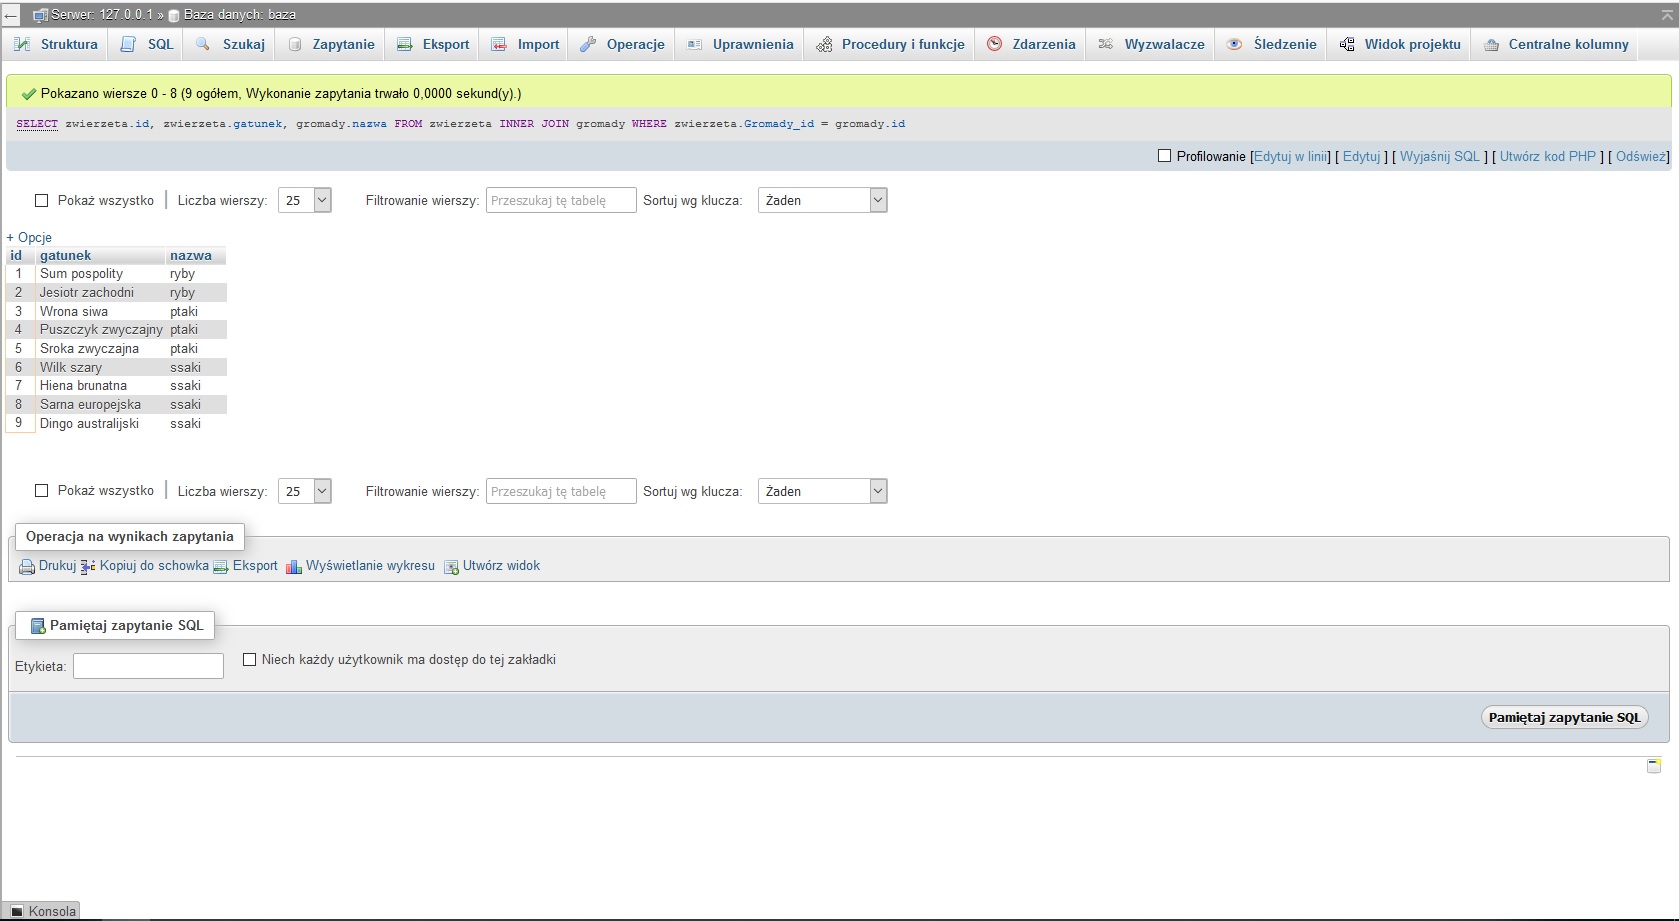 ← Serwer: 127.0.0.1 » Baza danych: baza
Struktura SQL Szukaj Zapytanie Eksport Import Operacje Uprawnienia Procedury i funkcje Zdarzenia Wyzwalacze Śledzenie Widok projektu Centralne kolumny
Pokazano wiersze 0 - 8 (9 ogółem, Wykonanie zapytania trwało 0,0000 sekund(y).)
SELECT zwierzeta.id, zwierzeta.gatunek, gromady.nazwa FROM zwierzeta INNER JOIN gromady WHERE zwierzeta.Gromady_id = gromady.id
Profilowanie [Edytuj w linii] [ Edytuj ] [ Wyjaśnij SQL ] [ Utwórz kod PHP ] [ Odśwież]
Pokaż wszystko | Liczba wierszy: 25 Filtrowanie wierszy: Przeszukaj tę tabelę Sortuj wg klucza: Żaden
+ Opcje
id gatunek nazwa
1 Sum pospolity ryby
2 Jesiotr zachodni ryby
3 Wrona siwa ptaki
4 Puszczyk zwyczajny ptaki
5 Sroka zwyczajna ptaki
6 Wilk szary ssaki
7 Hiena brunatna ssaki
8 Sarna europejska ssaki
9 Dingo australijski ssaki
Pokaż wszystko | Liczba wierszy: 25 Filtrowanie wierszy: Przeszukaj tę tabelę Sortuj wg klucza: Żaden
Operacja na wynikach zapytania
Drukuj Kopiuj do schowka Eksport Wyświetlanie wykresu Utwórz widok
Pamiętaj zapytanie SQL
Etykieta: Niech każdy użytkownik ma dostęp do tej zakładki
Pamiętaj zapytanie SQL
Konsola